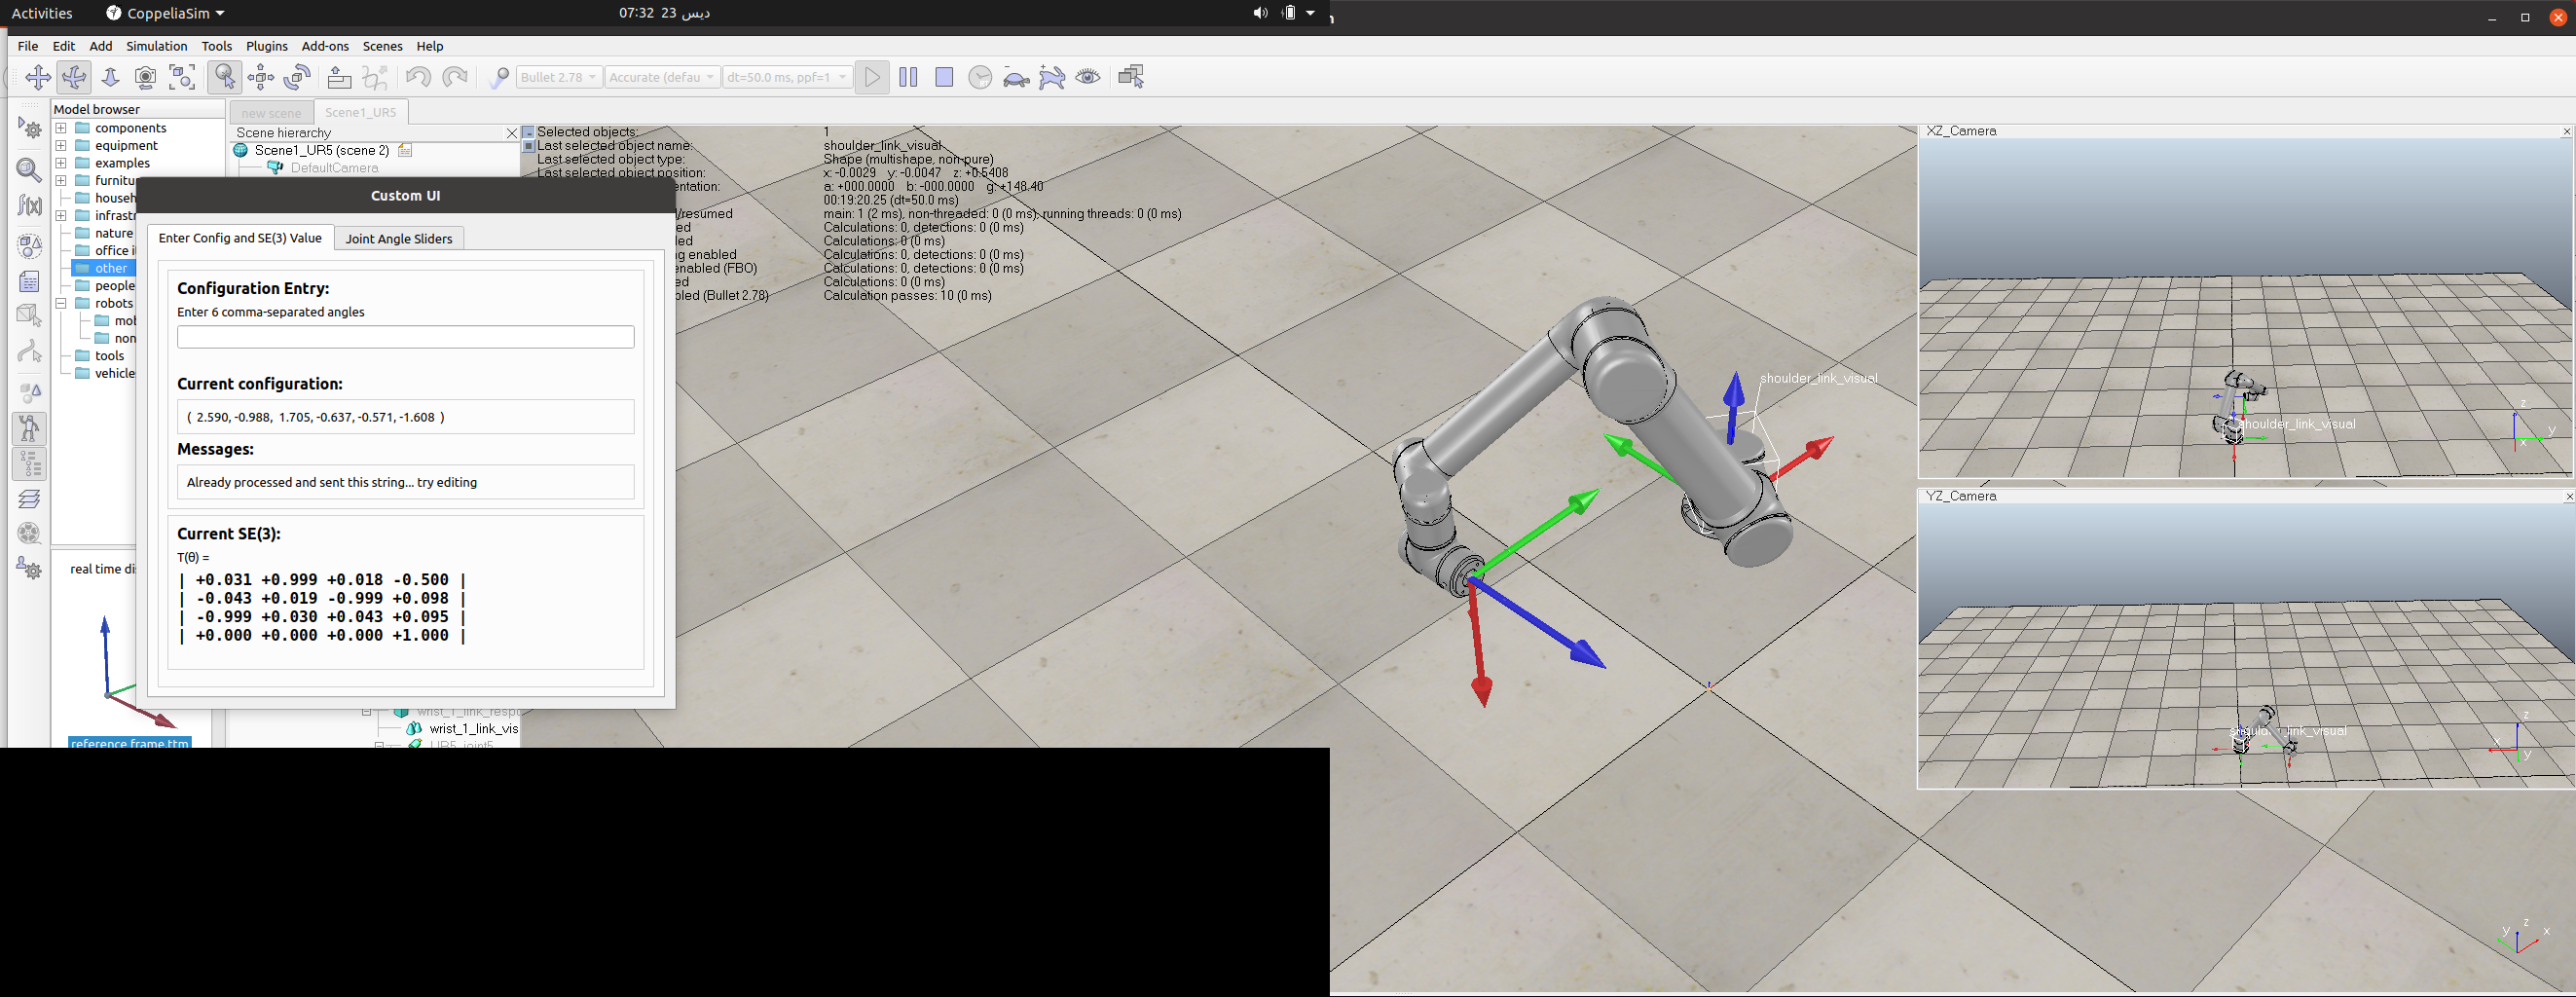 Activities CoppeliaSim 07:32 23 ديس
File Edit Add Simulation Tools Plugins Add-ons Scenes Help
Bullet 2.78 Accurate (defau dt=50.0 ms, ppf=1
Model browser
components
equipment
examples
furnitu
househ
infrastr
nature
office i
other
people
robots
mob
non
tools
vehicle
real time di
reference frame.ttm
new scene Scene1_UR5
Scene hierarchy
Scene1_UR5 (scene 2)
DefaultCamera
wrist_1_link_resp
wrist_1_link_vis
UR5_joint5
Selected objects: 1
Last selected object name: shoulder_link_visual
Last selected object type: Shape (multishape, non-pure)
Last selected object position: x: -0.0029 y: -0.0047 z: +0.5408
entation: a: +000.0000 b: -000.0000 g: +148.40
00:19:20.25 (dt=50.0 ms)
/resumed main: 1 (2 ms), non-threaded: 0 (0 ms), running threads: 0 (0 ms)
ed Calculations: 0, detections: 0 (0 ms)
led Calculations: 0 (0 ms)
g enabled Calculations: 0, detections: 0 (0 ms)
enabled (FBO) Calculations: 0, detections: 0 (0 ms)
ed Calculations: 0 (0 ms)
bled (Bullet 2.78) Calculation passes: 10 (0 ms)
Custom UI
Enter Config and SE(3) Value Joint Angle Sliders
Configuration Entry:
Enter 6 comma-separated angles
Current configuration:
( 2.590, -0.988, 1.705, -0.637, -0.571, -1.608 )
Messages:
Already processed and sent this string... try editing
Current SE(3):
T(θ) =
| +0.031 +0.999 +0.018 -0.500 |
| -0.043 +0.019 -0.999 +0.098 |
| -0.999 +0.030 +0.043 +0.095 |
| +0.000 +0.000 +0.000 +1.000 |
shoulder_link_visual
XZ_Camera
shoulder_link_visual
z
y
x
YZ_Camera
link_visual
z
x
y
y z x